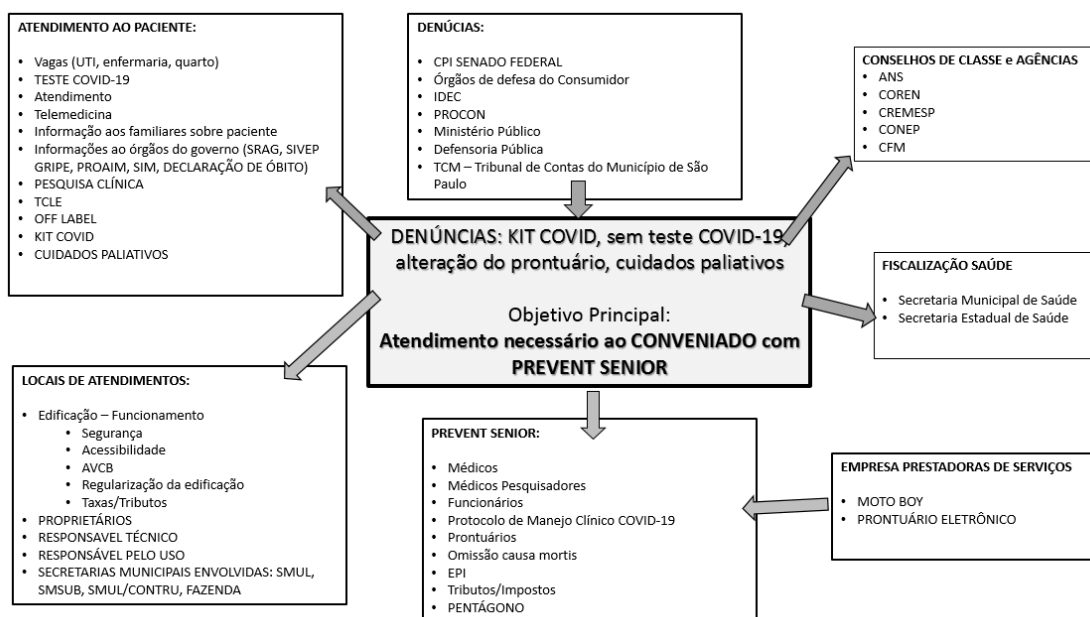 ATENDIMENTO AO PACIENTE:
• Vagas (UTI, enfermaria, quarto)
• TESTE COVID-19
• Atendimento
• Telemedicina
• Informação aos familiares sobre paciente
• Informações ao órgãos do governo (SRAG, SIVEP
GRIPE, PROAIM, SIM, DECLARAÇÃO DE ÓBITO)
• PESQUISA CLÍNICA
• TCLE
• OFF LABEL
• KIT COVID
• CUIDADOS PALIATIVOS
DENÚCIAS:
• CPI SENADO FEDERAL
• Órgãos de defesa do Consumidor
• IDEC
• PROCON
• Ministério Público
• Defensoria Pública
• TCM – Tribunal de Contas do Município de São
Paulo
CONSELHOS DE CLASSE e AGÊNCIAS
• ANS
• COREN
• CREMESP
• CONEP
• CFM
DENÚNCIAS: KIT COVID, sem teste COVID-19,
alteração do prontuário, cuidados paliativos
Objetivo Principal:
Atendimento necessário ao CONVENIADO com
PREVENT SENIOR
FISCALIZAÇÃO SAÚDE
• Secretaria Municipal de Saúde
• Secretaria Estadual de Saúde
LOCAIS DE ATENDIMENTOS:
• Edificação – Funcionamento
• Segurança
• Acessibilidade
• AVCB
• Regularização da edificação
• Taxas/Tributos
• PROPRIETÁRIOS
• RESPONSAVEL TÉCNICO
• RESPONSÁVEL PELO USO
• SECRETARIAS MUNICIPAIS ENVOLVIDAS: SMUL,
SMSUB, SMUL/CONTRU, FAZENDA
PREVENT SENIOR:
• Médicos
• Médicos Pesquisadores
• Funcionários
• Protocolo de Manejo Clínico COVID-19
• Prontuários
• Omissão causa mortis
• EPI
• Tributos/Impostos
• PENTÁGONO
EMPRESA PRESTADORAS DE SERVIÇOS
• MOTO BOY
• PRONTUÁRIO ELETRÔNICO